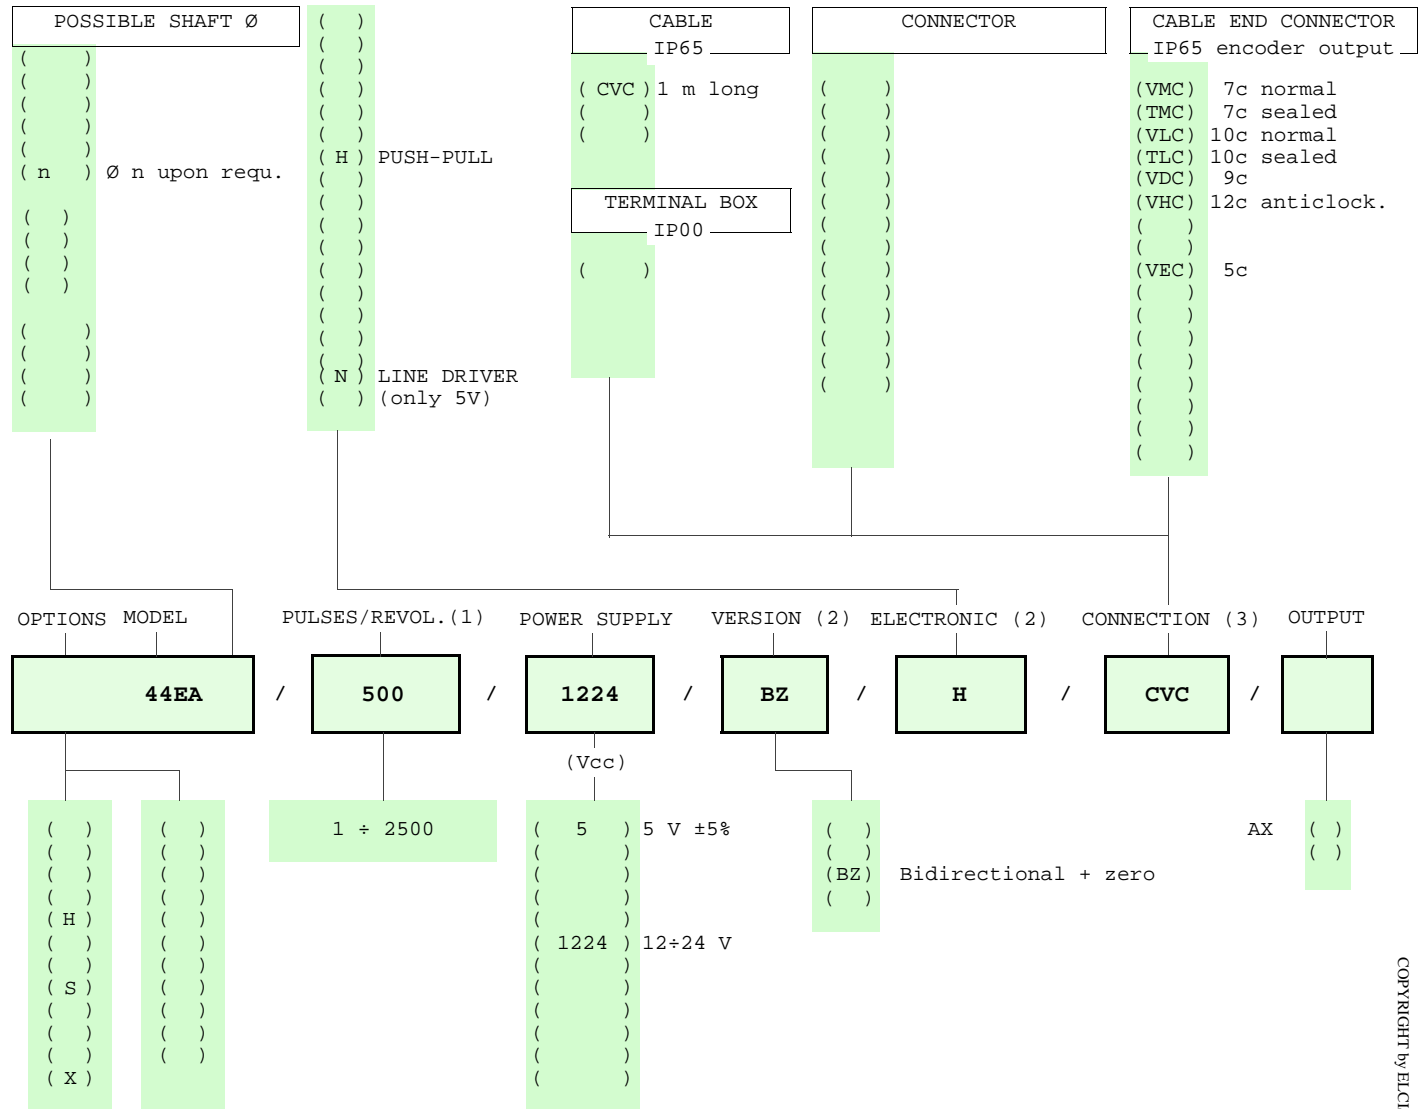 POSSIBLE SHAFT Ø
( )
( )
( )
( )
( )
( n ) Ø n upon requ.
( )
( )
( )
( )
( )
( )
( )
( )
( )
( )
( )
( )
( )
( )
( H ) PUSH-PULL
( )
( )
( )
( )
( )
( )
( )
( )
( )
( N ) LINE DRIVER
( ) (only 5V)
CABLE
IP65
( CVC ) 1 m long
( )
( )
TERMINAL BOX
IP00
( )
CONNECTOR
( )
( )
( )
( )
( )
( )
( )
( )
( )
( )
( )
( )
( )
( )
CABLE END CONNECTOR
IP65 encoder output
(VMC) 7c normal
(TMC) 7c sealed
(VLC) 10c normal
(TLC) 10c sealed
(VDC) 9c
(VHC) 12c anticlock.
( )
( )
(VEC) 5c
( )
( )
( )
( )
( )
( )
( )
( )
OPTIONS MODEL PULSES/REVOL.(1) POWER SUPPLY VERSION (2) ELECTRONIC (2) CONNECTION (3) OUTPUT
44EA / 500 / 1224 / BZ / H / CVC /
(Vcc)
( )
( )
( )
( )
( H )
( )
( )
( S )
( )
( )
( )
( X )
( )
( )
( )
( )
( )
( )
( )
( )
( )
( )
( )
1 ÷ 2500
( 5 ) 5 V ±5%
( )
( )
( )
( )
( 1224 ) 12÷24 V
( )
( )
( )
( )
( )
( )
( )
( )
(BZ) Bidirectional + zero
( )
AX ( )
( )
COPYRIGHT by ELCI